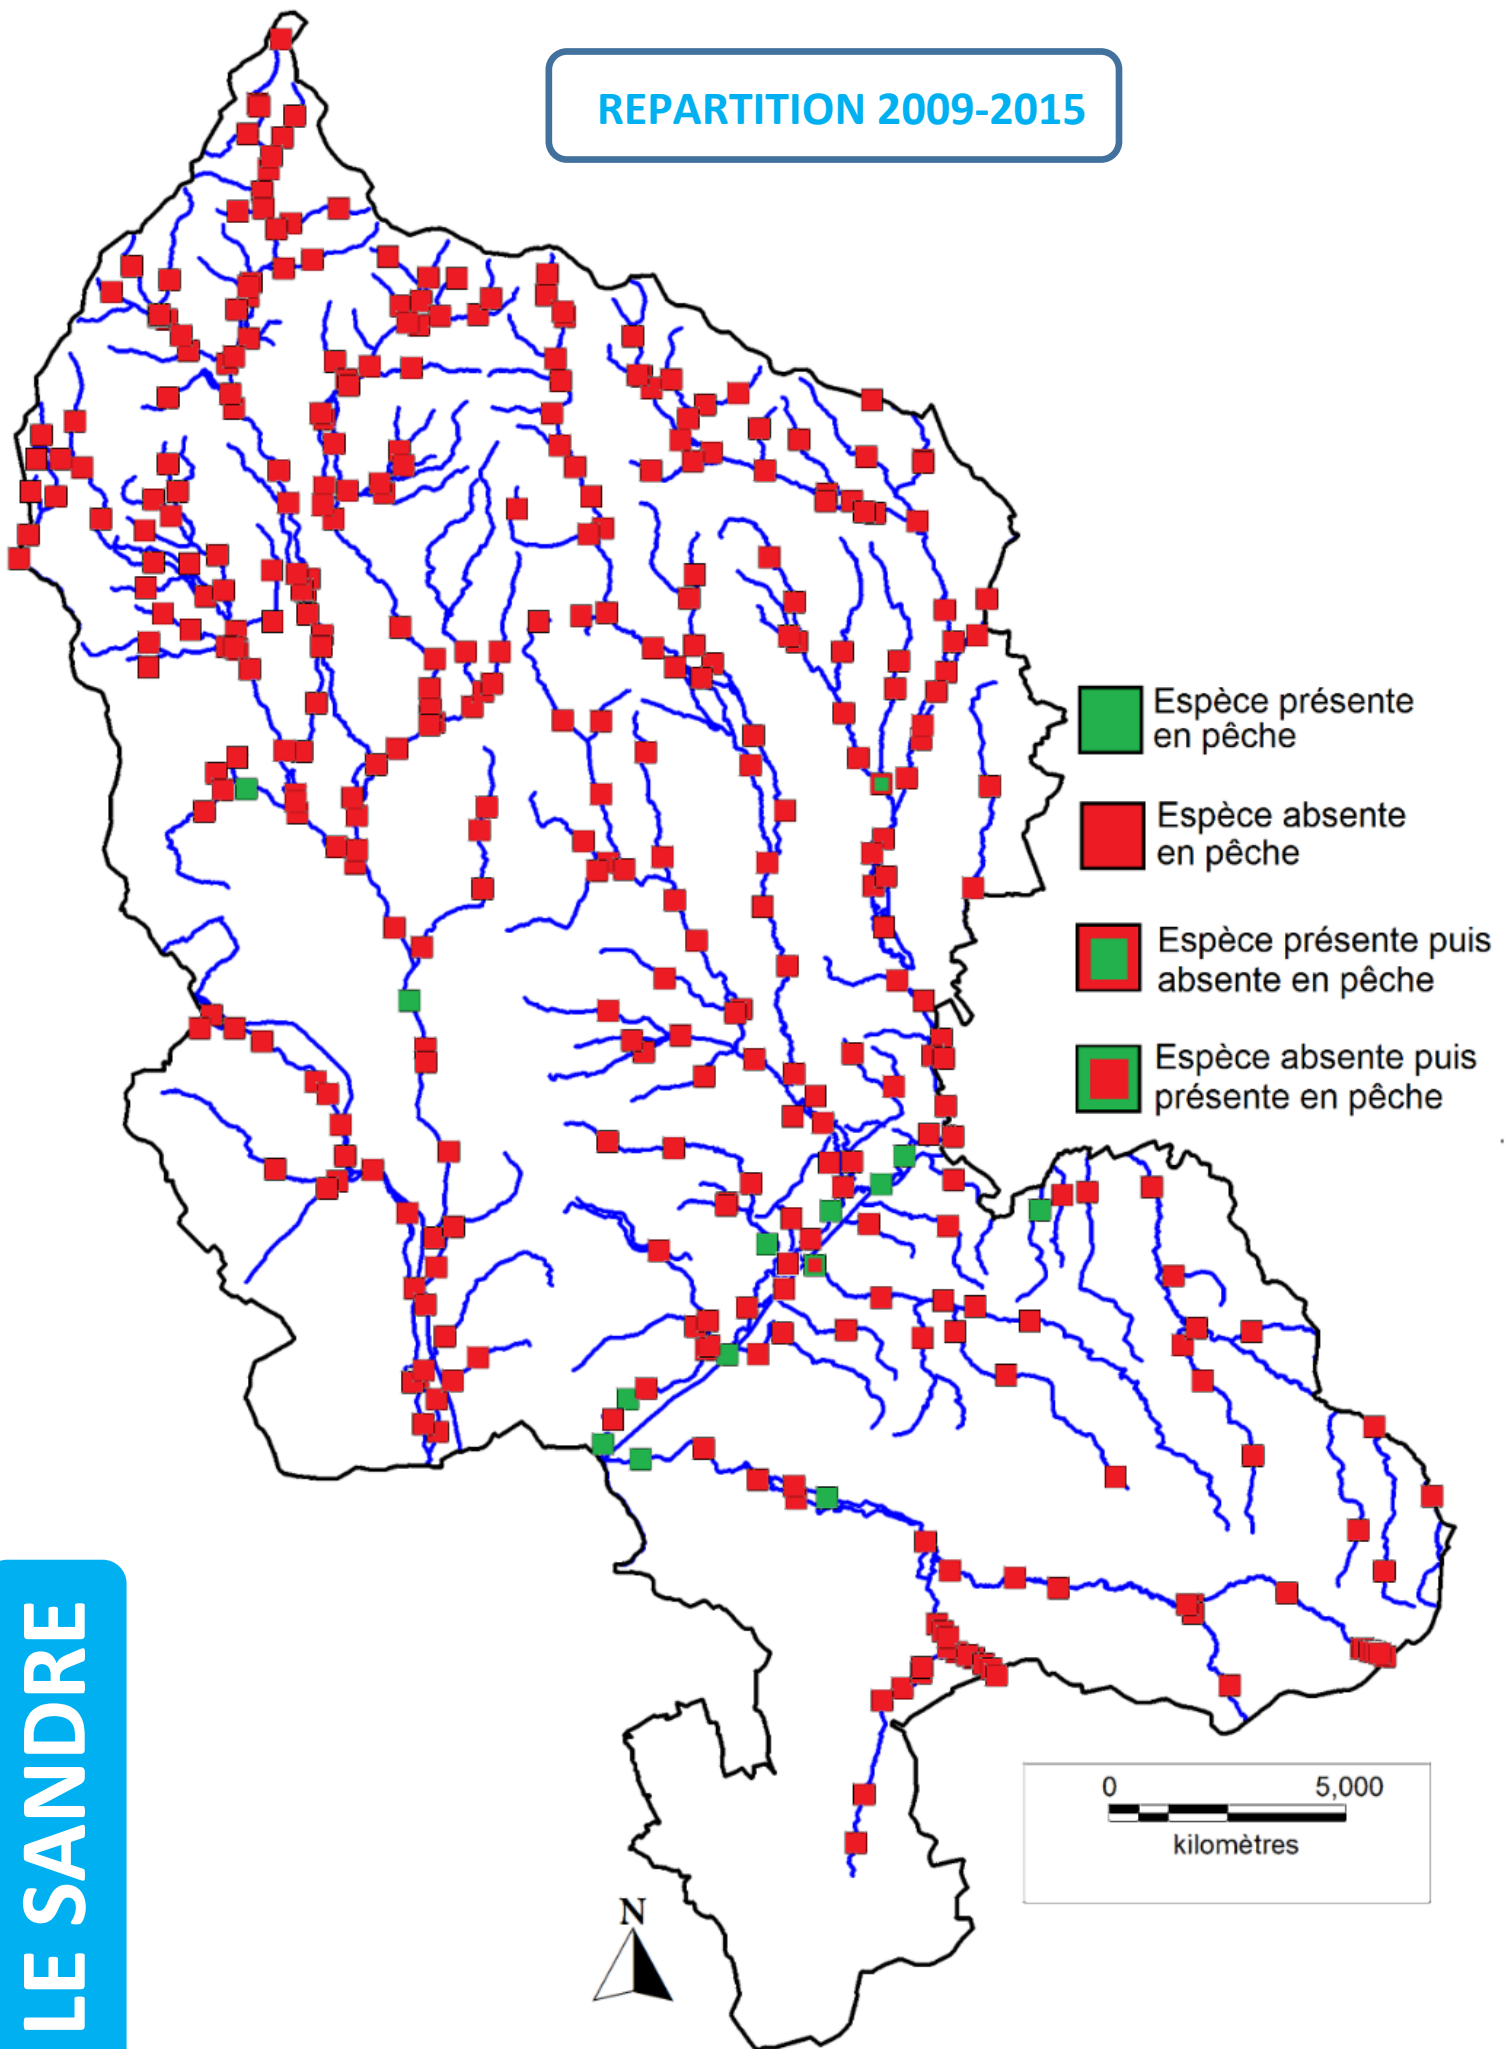 REPARTITION 2009-2015
Espèce présente
en pêche
Espèce absente
en pêche
Espèce présente puis
absente en pêche
Espèce absente puis
présente en pêche
LE SANDRE
0 5,000
kilomètres
N